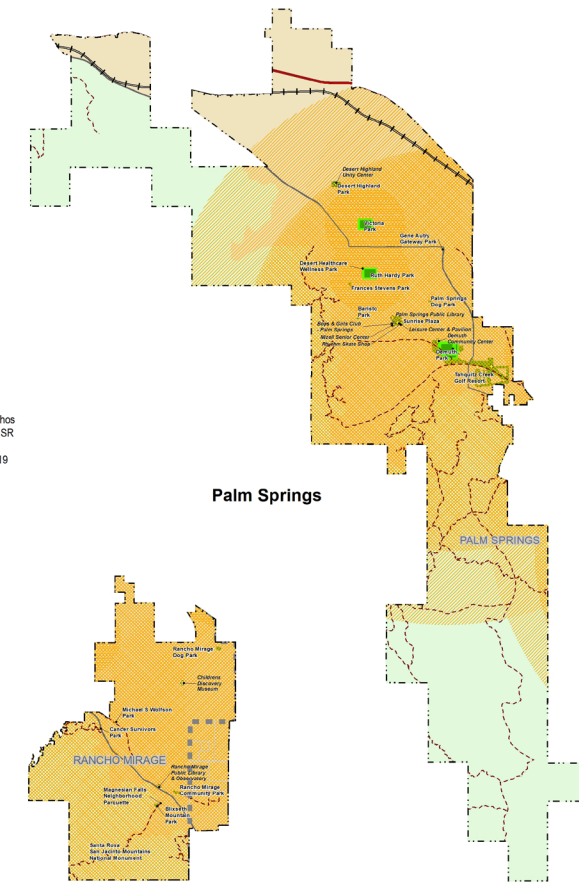 Desert Highland
Unity Center
Desert Highland
Park
Victoria
Park
Gene Autry
Gateway Park
Desert Healthcare
Wellness Park
Ruth Hardy Park
Frances Stevens Park
Palm Springs
Dog Park
Baristo
Park
Palm Springs Public Library
Sunrise Plaza
Boys & Girls Club
Palm Springs
Leisure Center & Pavilion
Mizell Senior Center
Demuth
Community Center
Rhythm Skate Shop
Demuth
Park
Tahquitz Creek
Golf Resort
hos
SR
19
Palm Springs
PALM SPRINGS
Rancho Mirage
Dog Park
Childrens
Discovery
Museum
Michael S Wolfson
Park
Cancer Survivors
Park
RANCHO MIRAGE
Rancho Mirage
Public Library
& Observatory
Magnesian Falls
Neighborhood
Parquette
Rancho Mirage
Community Park
Blixseth
Mountain
Park
Santa Rosa
San Jacinto Mountains
National Monument